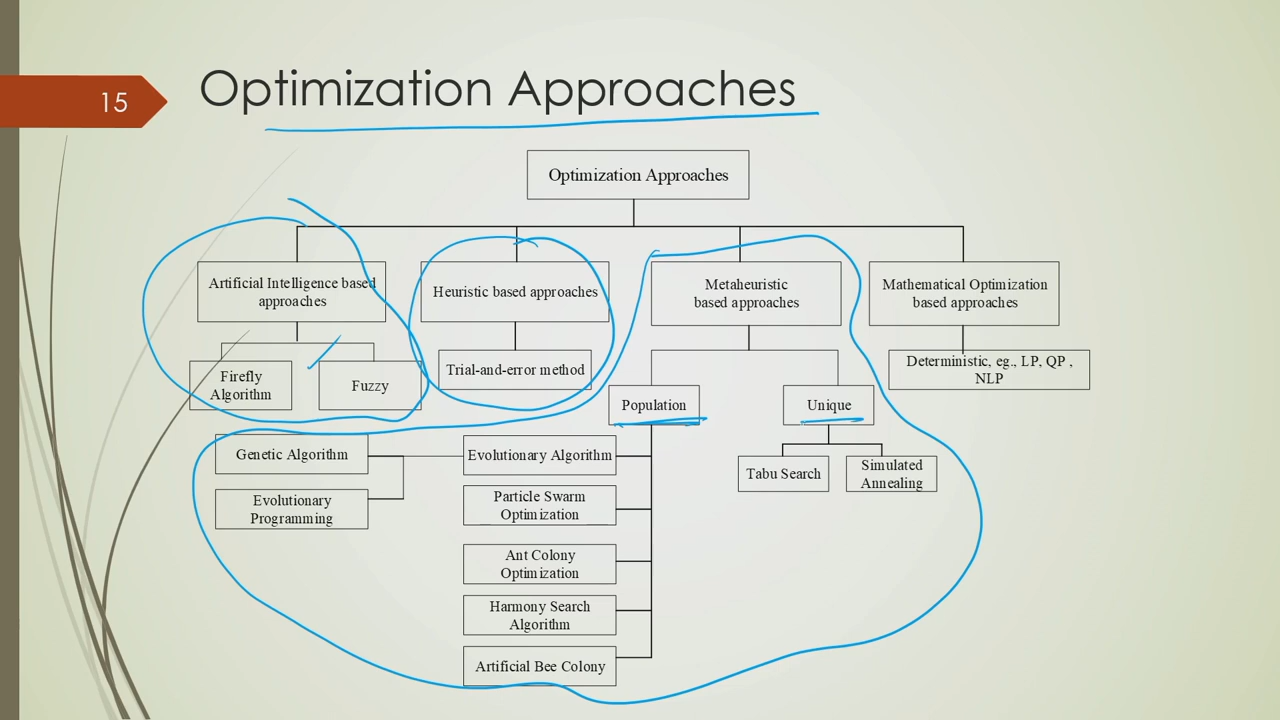 15
Optimization Approaches
Optimization Approaches
Artificial Intelligence based
approaches
Heuristic based approaches
Metaheuristic
based approaches
Mathematical Optimization
based approaches
Firefly
Algorithm
Fuzzy
Trial-and-error method
Deterministic, eg., LP, QP ,
NLP
Population
Unique
Genetic Algorithm
Evolutionary Algorithm
Tabu Search
Simulated
Annealing
Evolutionary
Programming
Particle Swarm
Optimization
Ant Colony
Optimization
Harmony Search
Algorithm
Artificial Bee Colony